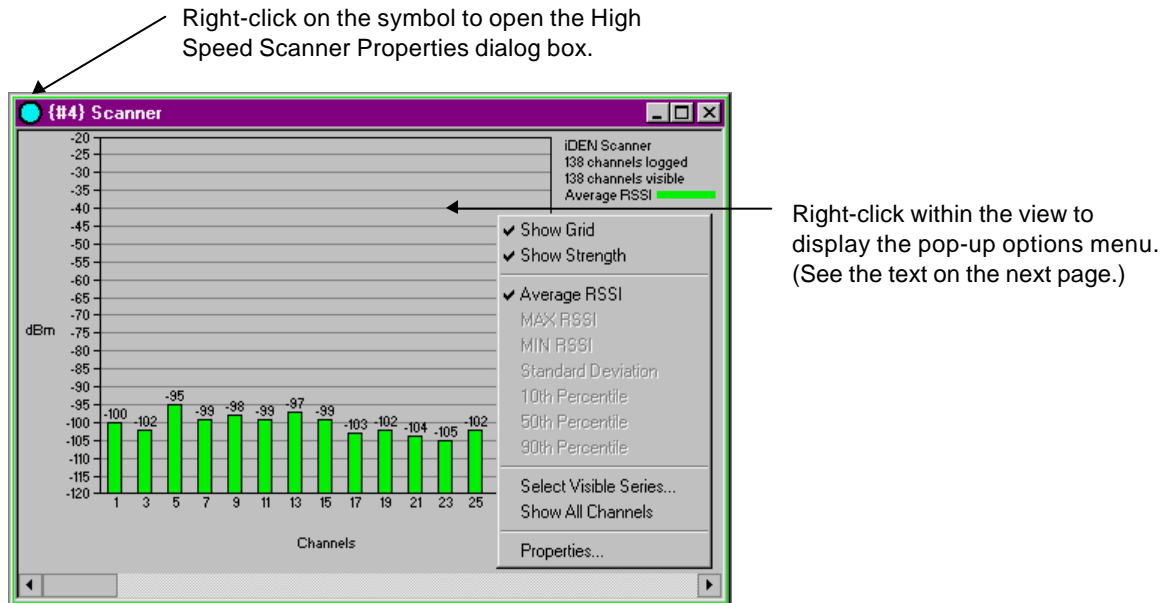 Right-click on the symbol to open the High
Speed Scanner Properties dialog box.
{#4} Scanner
-20
-25
-30
-35
-40
-45
-50
-55
-60
-65
-70
-75
-80
-85
-90
-95
-100
-105
-110
-115
-120
dBm
iDEN Scanner
138 channels logged
138 channels visible
Average RSSI
Right-click within the view to
display the pop-up options menu.
(See the text on the next page.)
Show Grid
Show Strength
Average RSSI
MAX RSSI
MIN RSSI
Standard Deviation
10th Percentile
50th Percentile
90th Percentile
Select Visible Series...
Show All Channels
Properties...
-100 -102 -95 -99 -98 -99 -97 -99 -103 -102 -104 -105 -102
1 3 5 7 9 11 13 15 17 19 21 23 25
Channels